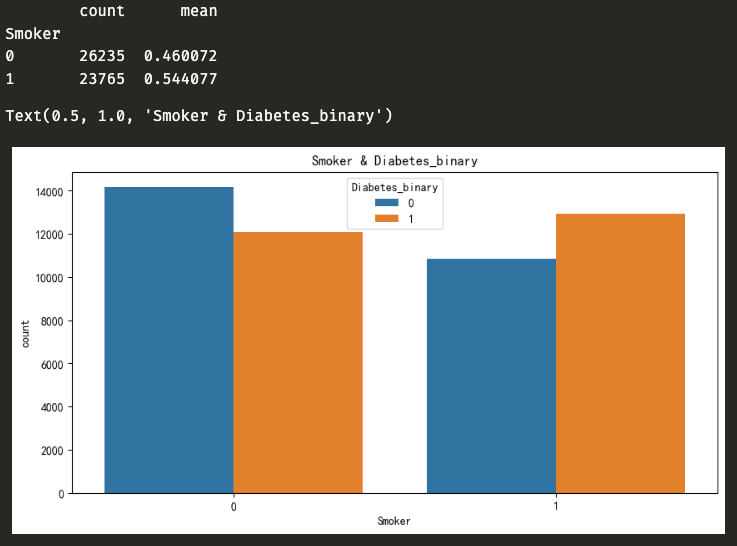 count mean
Smoker
0 26235 0.460072
1 23765 0.544077
Text(0.5, 1.0, 'Smoker & Diabetes_binary')
Smoker & Diabetes_binary
Diabetes_binary
0
1
14000
12000
10000
8000
6000
4000
2000
0
count
0 1
Smoker